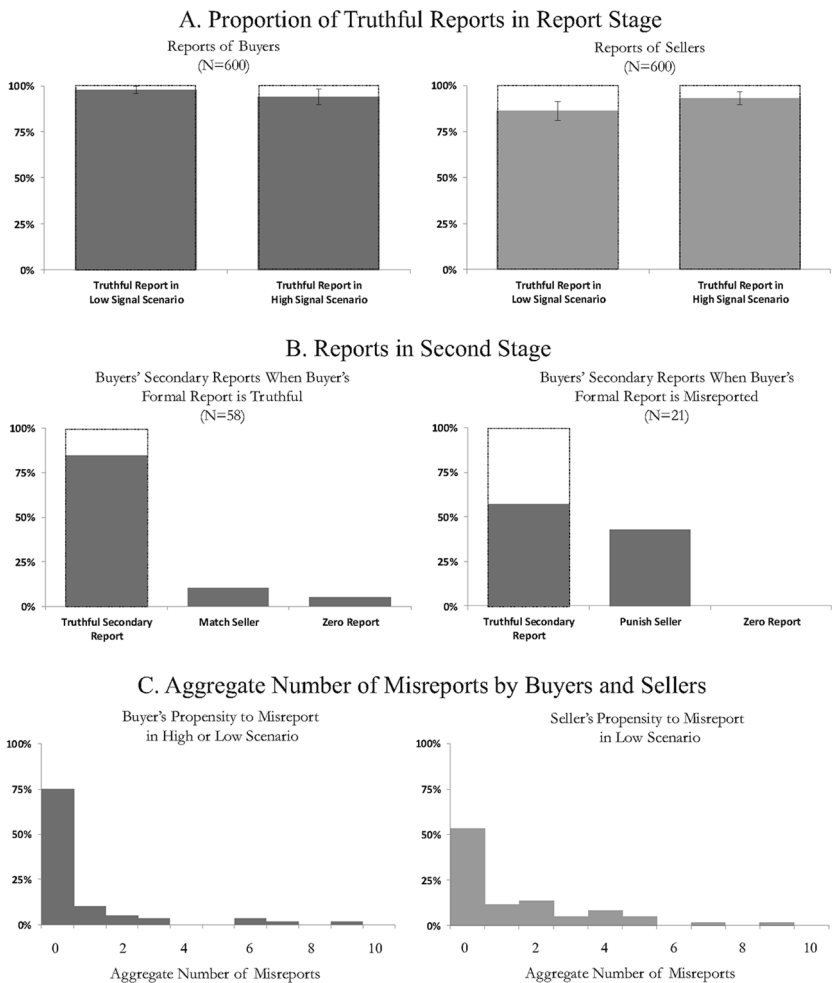 A. Proportion of Truthful Reports in Report Stage
Reports of Buyers
(N=600)
100%
75%
50%
25%
0%
Truthful Report in
Low Signal Scenario
Truthful Report in
High Signal Scenario
Reports of Sellers
(N=600)
100%
75%
50%
25%
0%
Truthful Report in
Low Signal Scenario
Truthful Report in
High Signal Scenario
B. Reports in Second Stage
Buyers' Secondary Reports When Buyer's
Formal Report is Truthful
(N=58)
100%
75%
50%
25%
0%
Truthful Secondary
Report
Match Seller
Zero Report
Buyers' Secondary Reports When Buyer's
Formal Report is Misreported
(N=21)
100%
75%
50%
25%
0%
Truthful Secondary
Report
Punish Seller
Zero Report
C. Aggregate Number of Misreports by Buyers and Sellers
Buyer's Propensity to Misreport
in High or Low Scenario
100%
75%
50%
25%
0%
0 2 4 6 8 10
Aggregate Number of Misreports
Seller's Propensity to Misreport
in Low Scenario
100%
75%
50%
25%
0%
0 2 4 6 8 10
Aggregate Number of Misreports